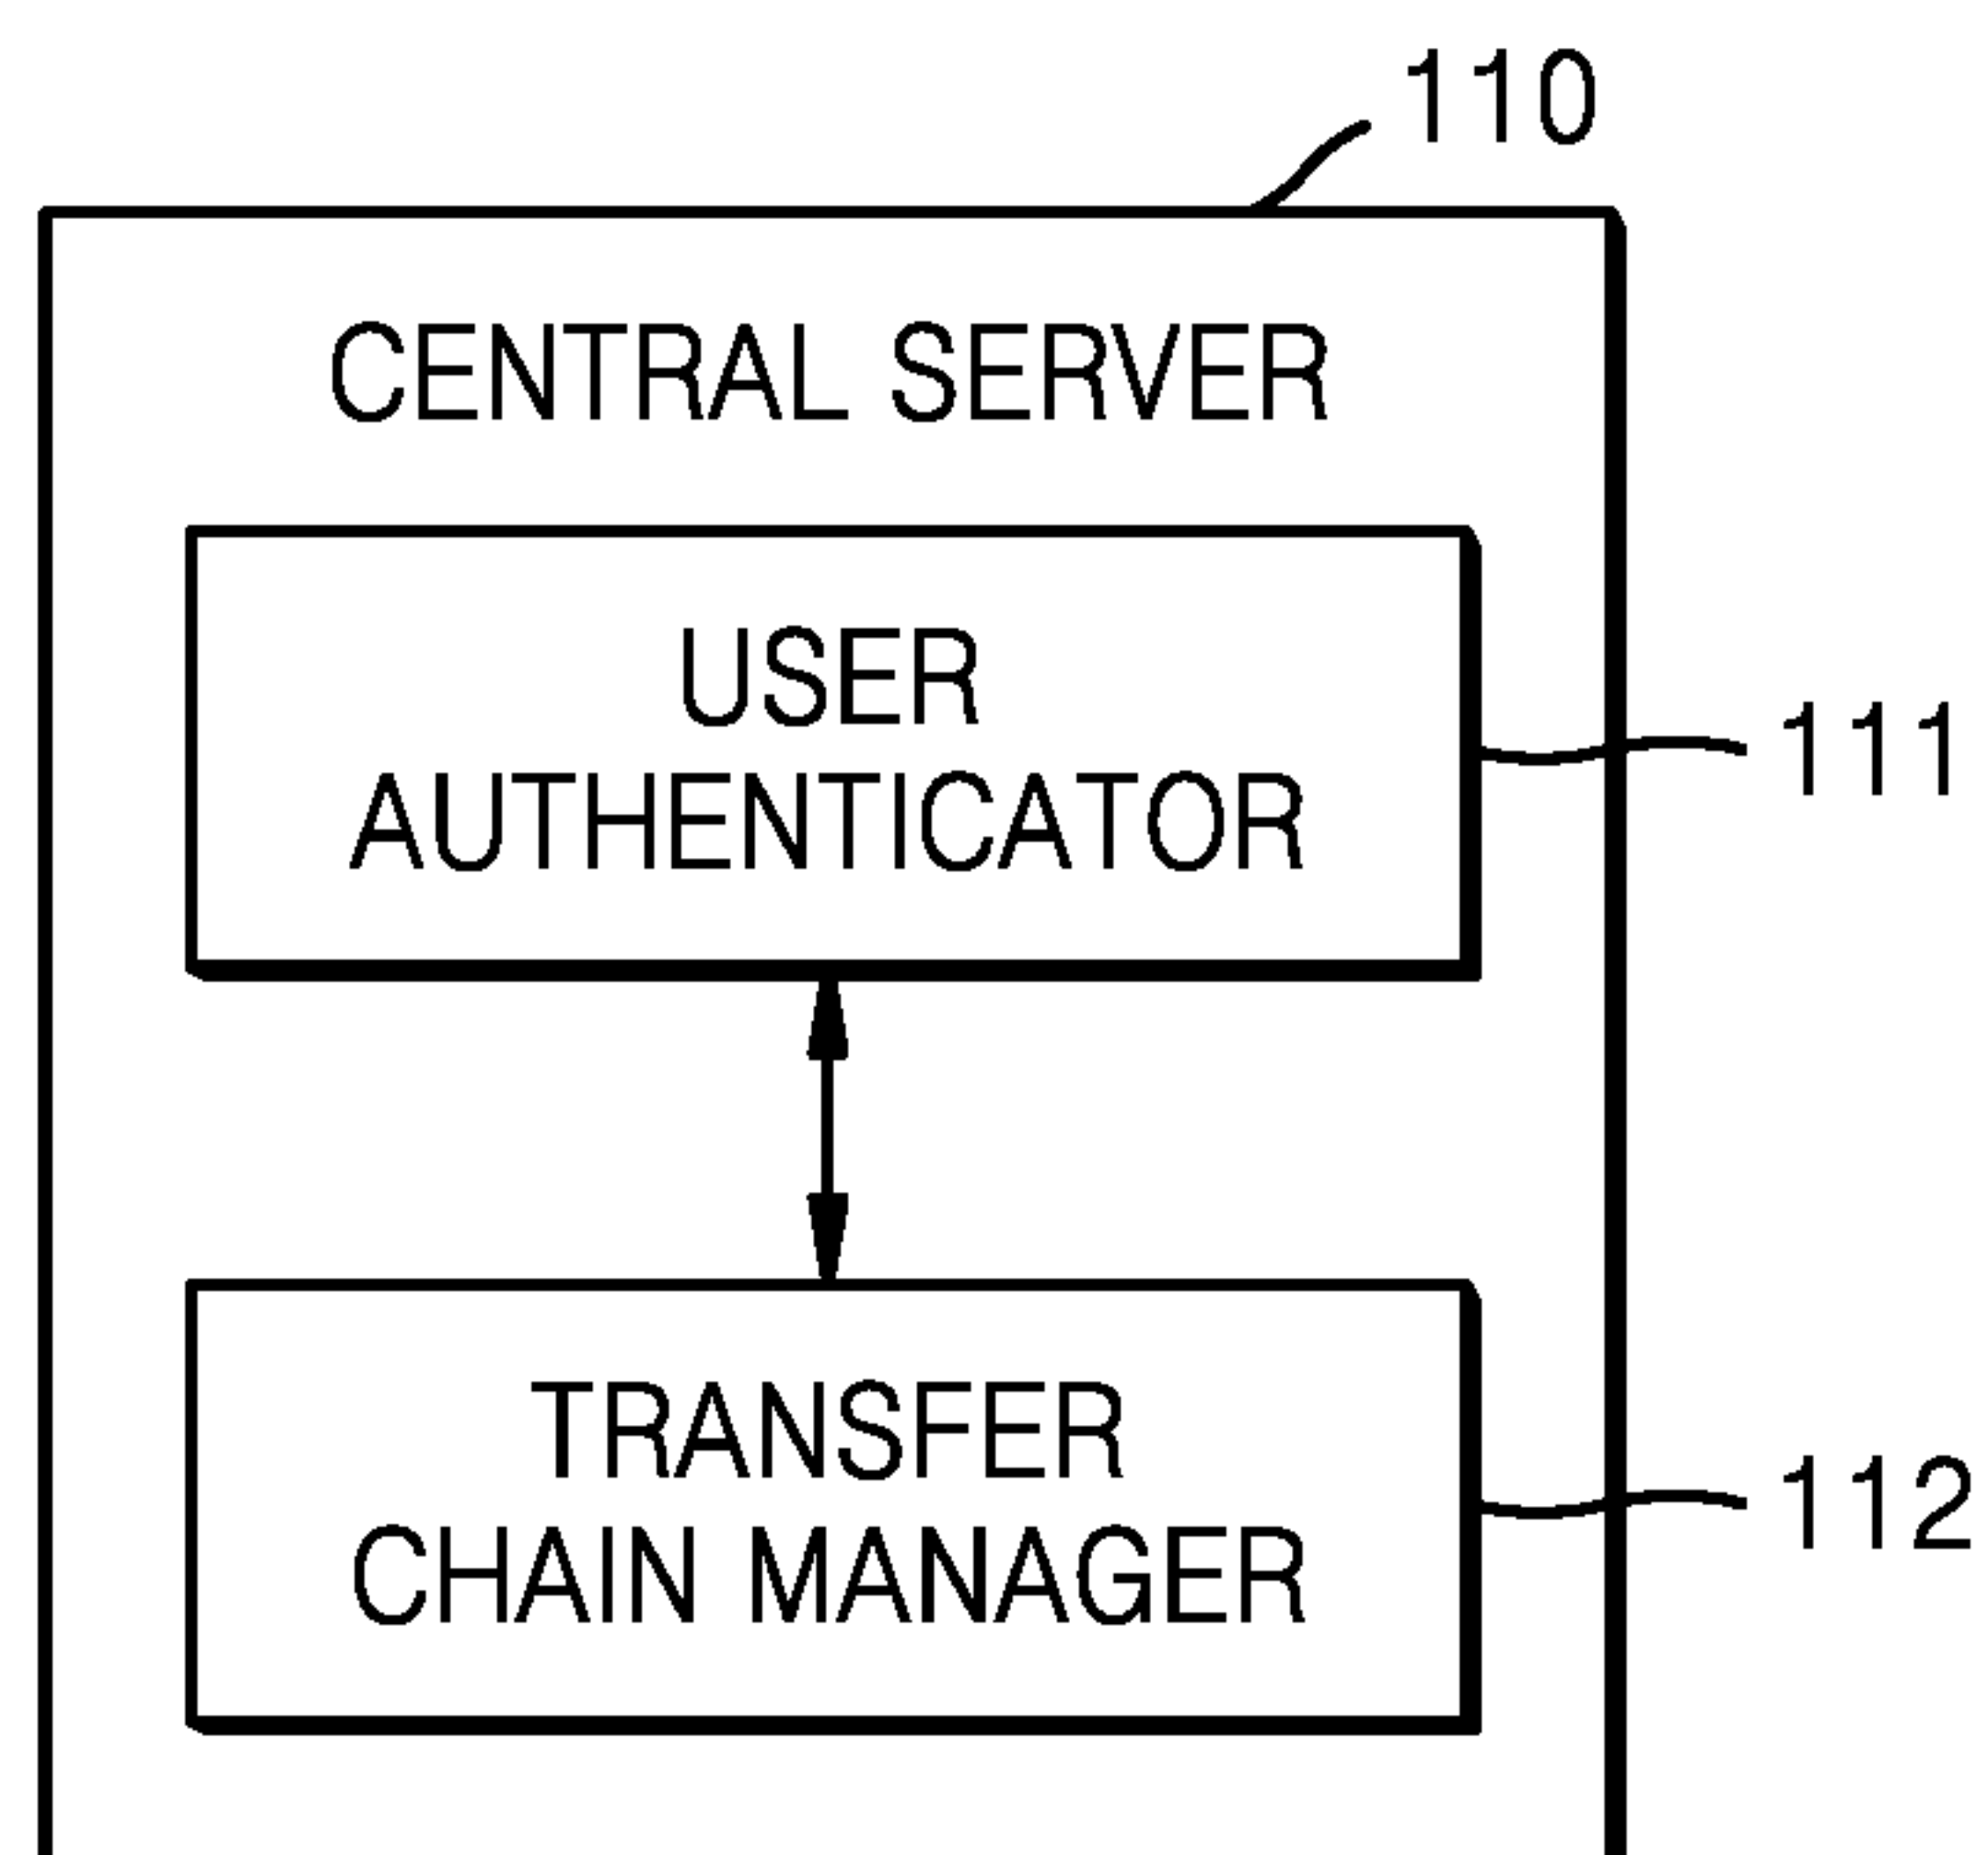 110
CENTRAL SERVER
USER
AUTHENTICATOR
111
TRANSFER
CHAIN MANAGER
112